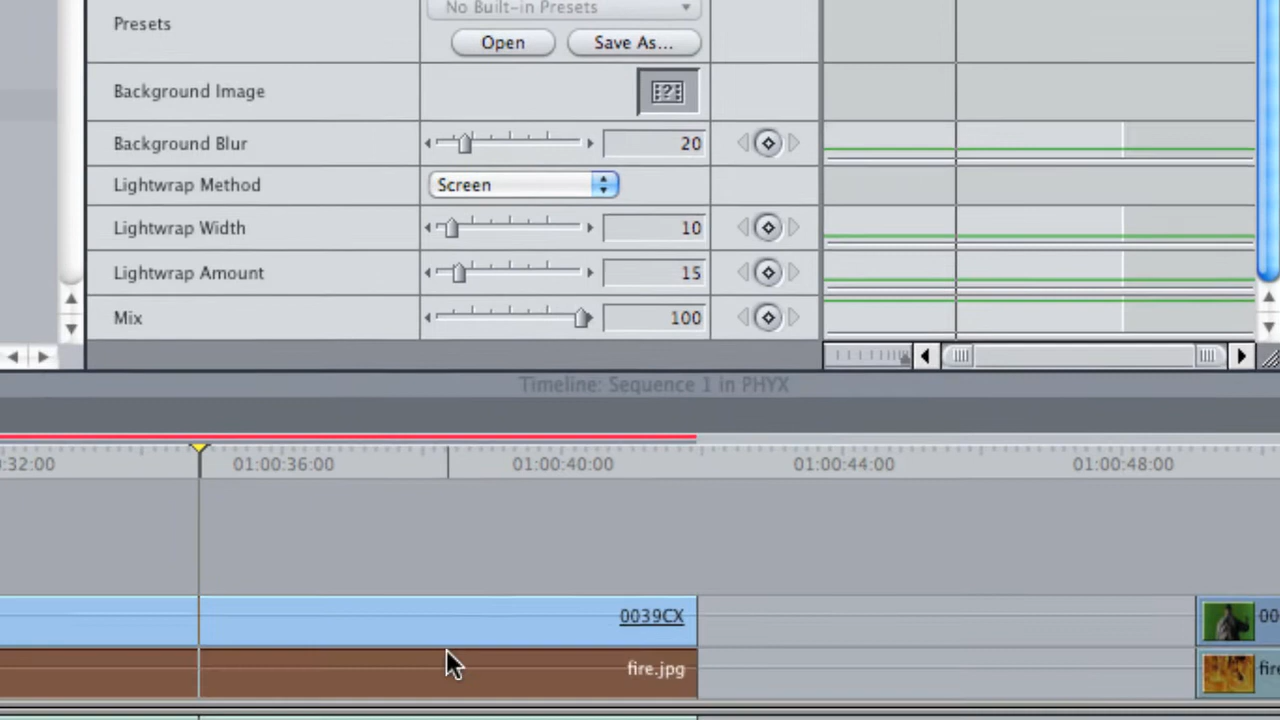 No Built-in Presets
Presets
Open
Save As...
Background Image
?
Background Blur
20
Lightwrap Method
Screen
Lightwrap Width
10
Lightwrap Amount
15
Mix
100
Timeline: Sequence 1 in PHYX
:32:00
01:00:36:00
01:00:40:00
01:00:44:00
01:00:48:00
0039CX
00
fire.jpg
fire